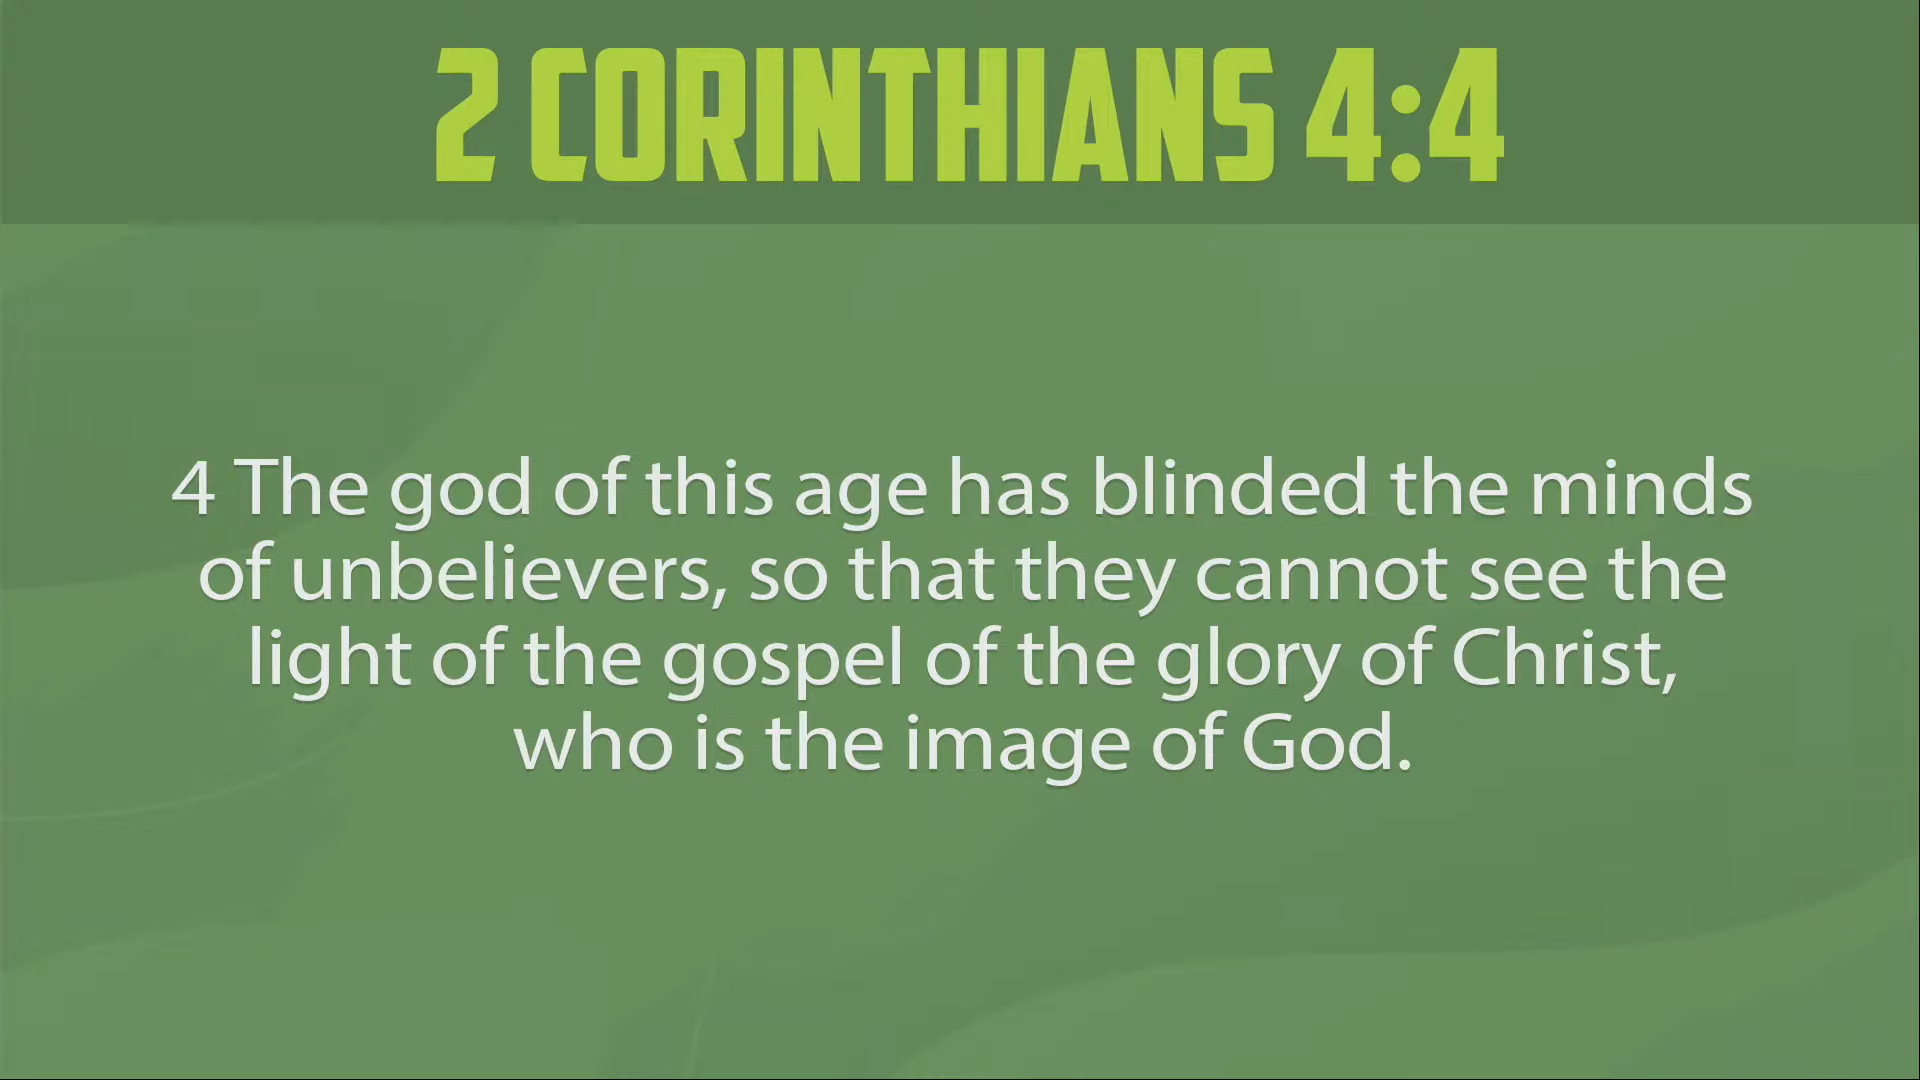 2 CORINTHIANS 4:4
4 The god of this age has blinded the minds
of unbelievers, so that they cannot see the
light of the gospel of the glory of Christ,
who is the image of God.